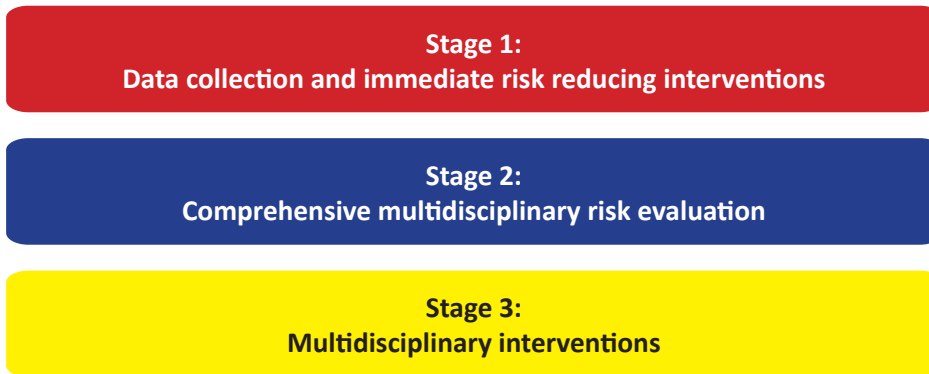 Stage 1:
Data collection and immediate risk reducing interventions
Stage 2:
Comprehensive multidisciplinary risk evaluation
Stage 3:
Multidisciplinary interventions